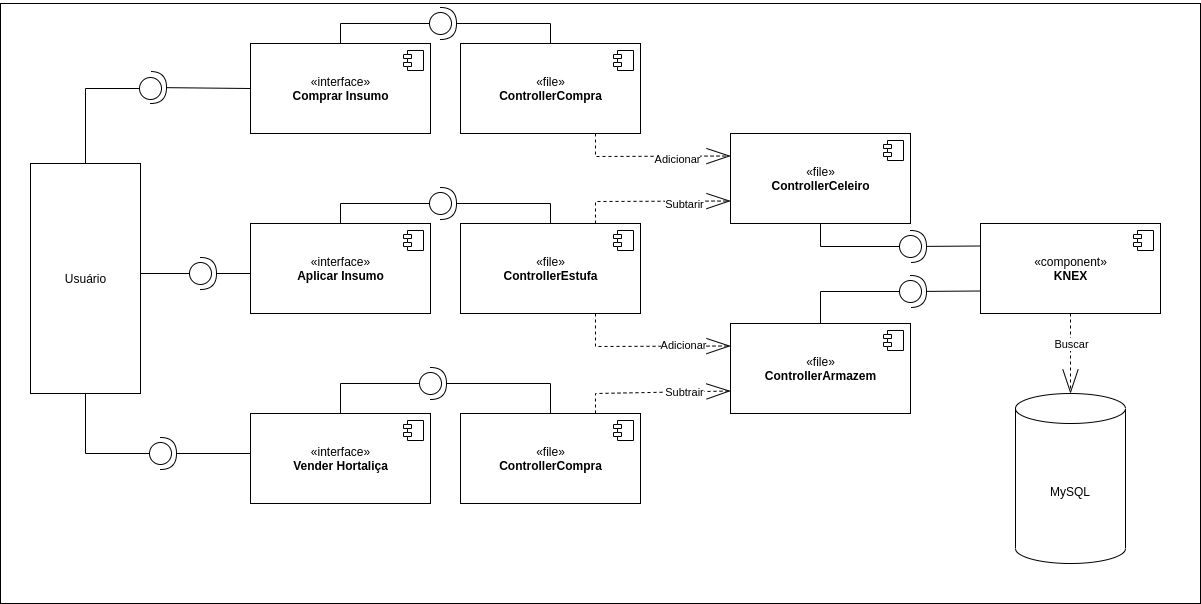 «interface»
Comprar Insumo
«file»
ControllerCompra
Adicionar
«file»
ControllerCeleiro
Subtarir
Usuário
«interface»
Aplicar Insumo
«file»
ControllerEstufa
«component»
KNEX
Adicionar
Buscar
«file»
ControllerArmazem
Subtrair
«interface»
Vender Hortaliça
«file»
ControllerCompra
MySQL